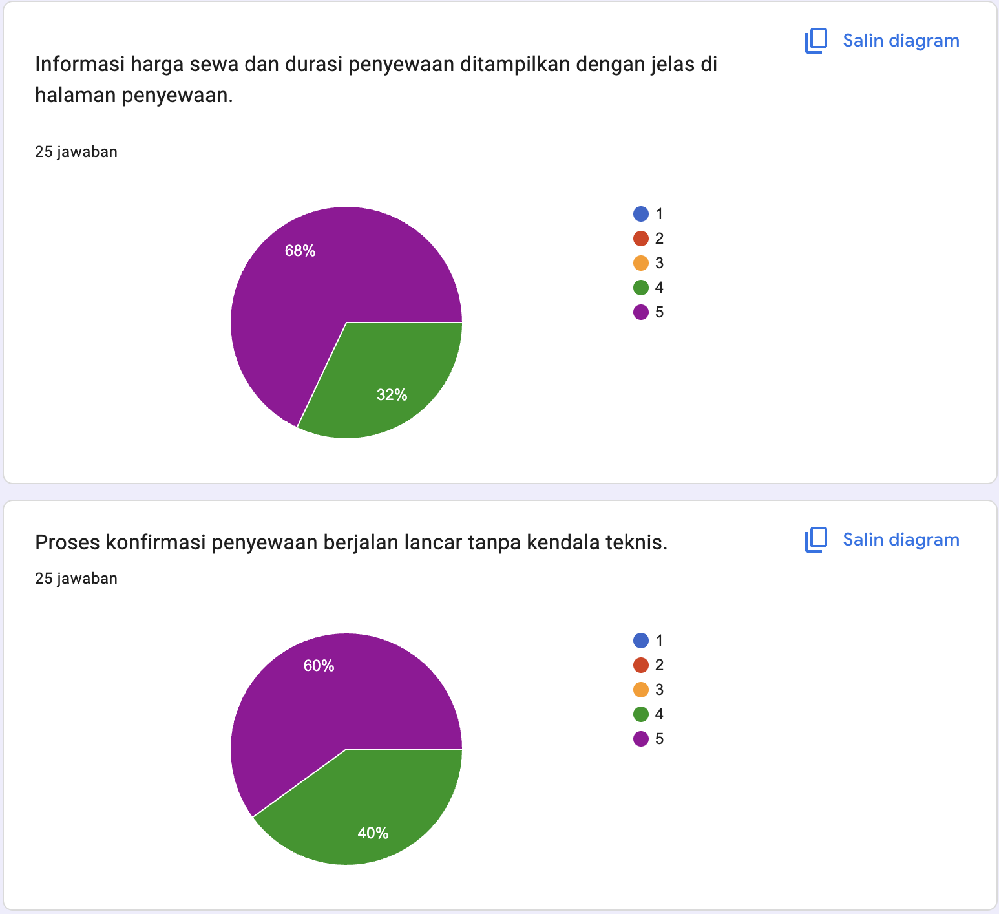 Salin diagram
Informasi harga sewa dan durasi penyewaan ditampilkan dengan jelas di
halaman penyewaan.
25 jawaban
68%
32%
1
2
3
4
5
Proses konfirmasi penyewaan berjalan lancar tanpa kendala teknis.
Salin diagram
25 jawaban
60%
40%
1
2
3
4
5